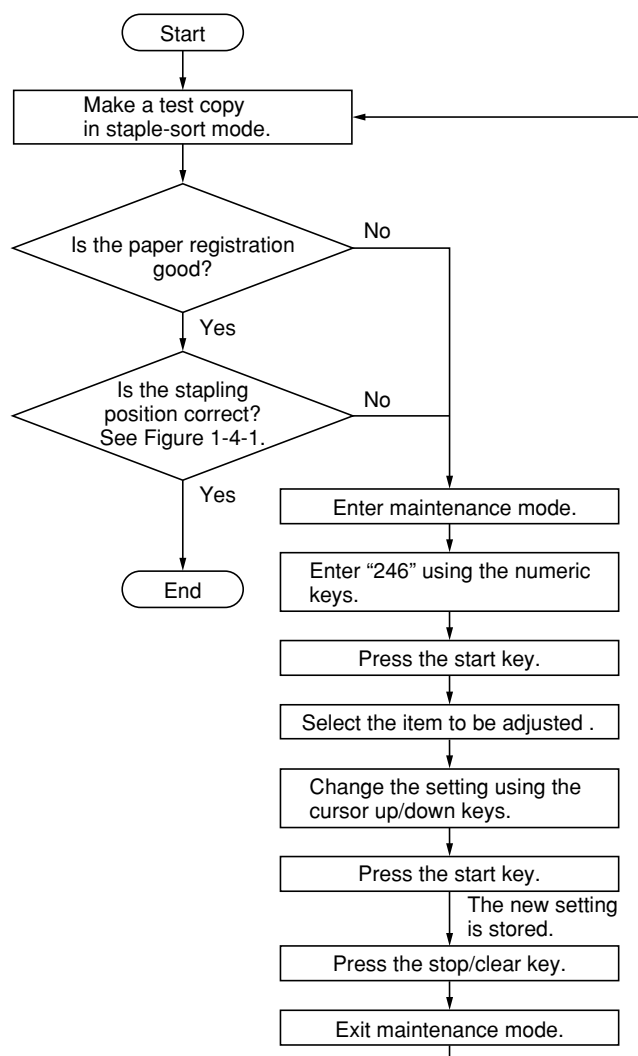 Start
Make a test copy
in staple-sort mode.
Is the paper registration
good?
No
Yes
Is the stapling
position correct?
See Figure 1-4-1.
No
Yes
End
Enter maintenance mode.
Enter “246” using the numeric
keys.
Press the start key.
Select the item to be adjusted .
Change the setting using the
cursor up/down keys.
Press the start key.
The new setting
is stored.
Press the stop/clear key.
Exit maintenance mode.